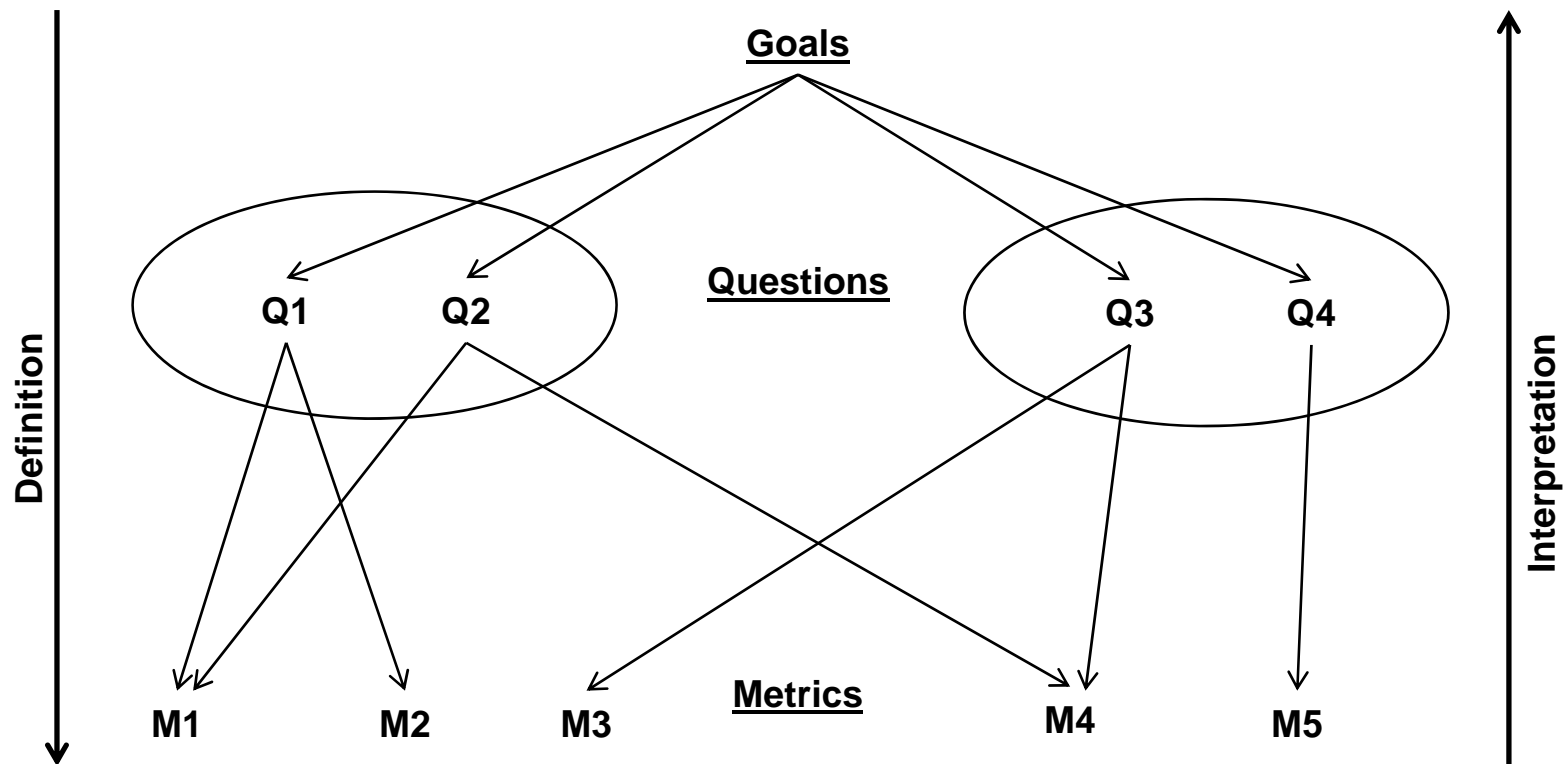 Goals
Questions
Q1 Q2 Q3 Q4
Definition
Interpretation
Metrics
M1 M2 M3 M4 M5